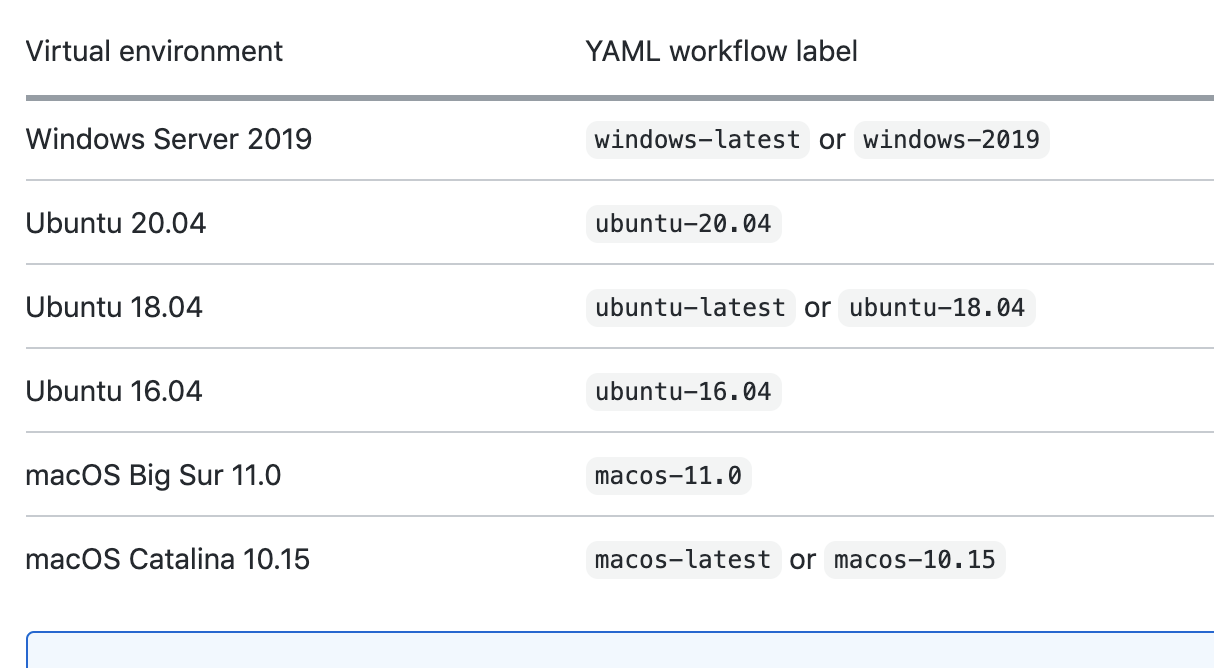 Virtual environment YAML workflow label
Windows Server 2019 windows-latest or windows-2019
Ubuntu 20.04 ubuntu-20.04
Ubuntu 18.04 ubuntu-latest or ubuntu-18.04
Ubuntu 16.04 ubuntu-16.04
macOS Big Sur 11.0 macos-11.0
macOS Catalina 10.15 macos-latest or macos-10.15